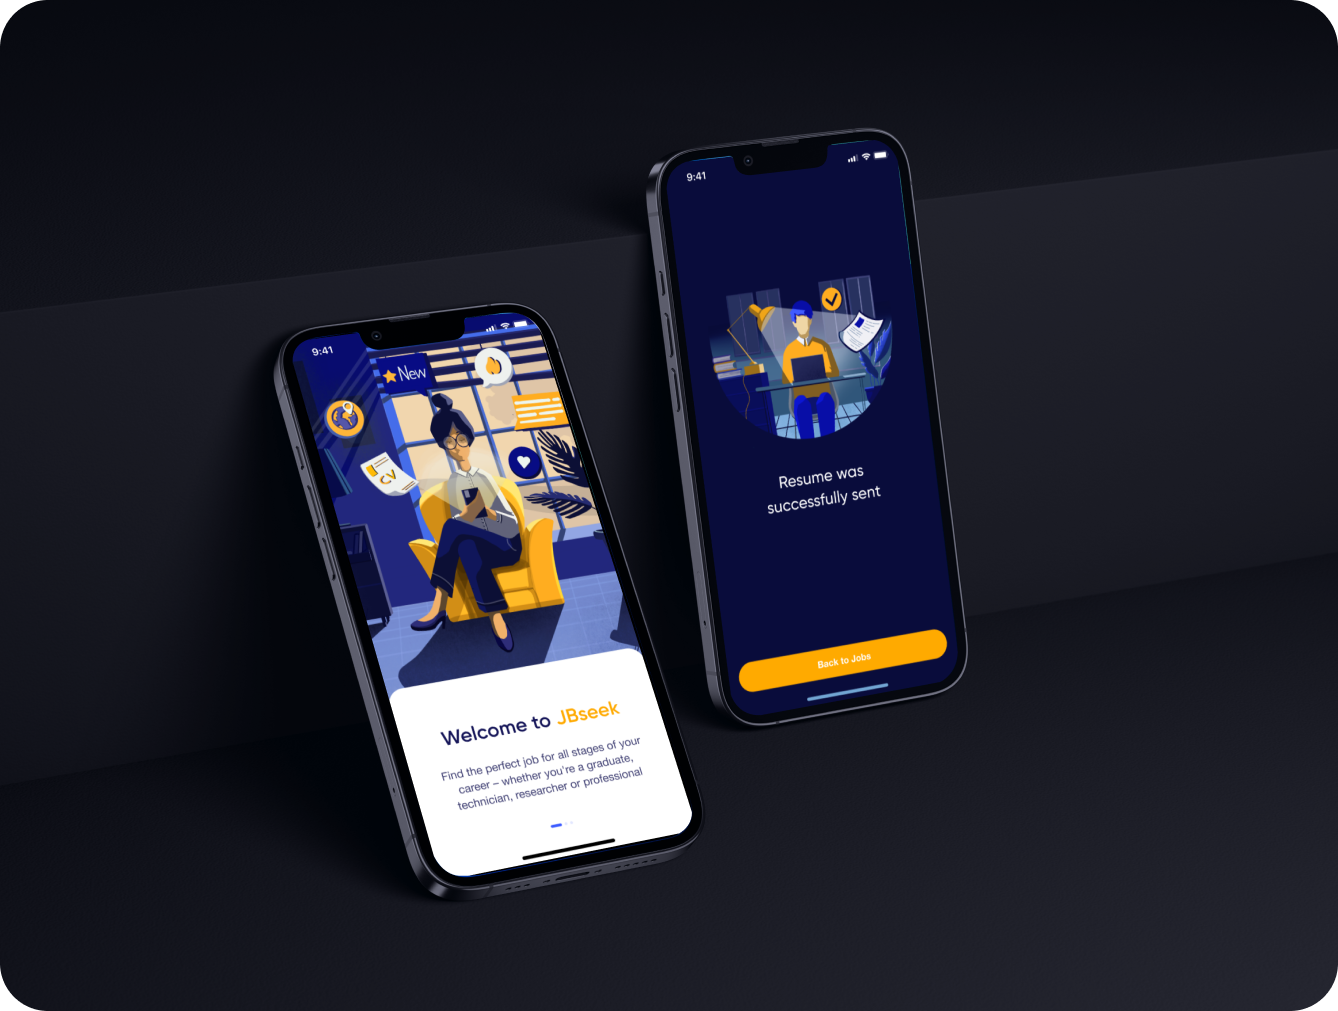 9:41
New
CV
Welcome to JBseek
Find the perfect job for all stages of your
career – whether you're a graduate,
technician, researcher or professional
9:41
Resume was
successfully sent
Back to Jobs